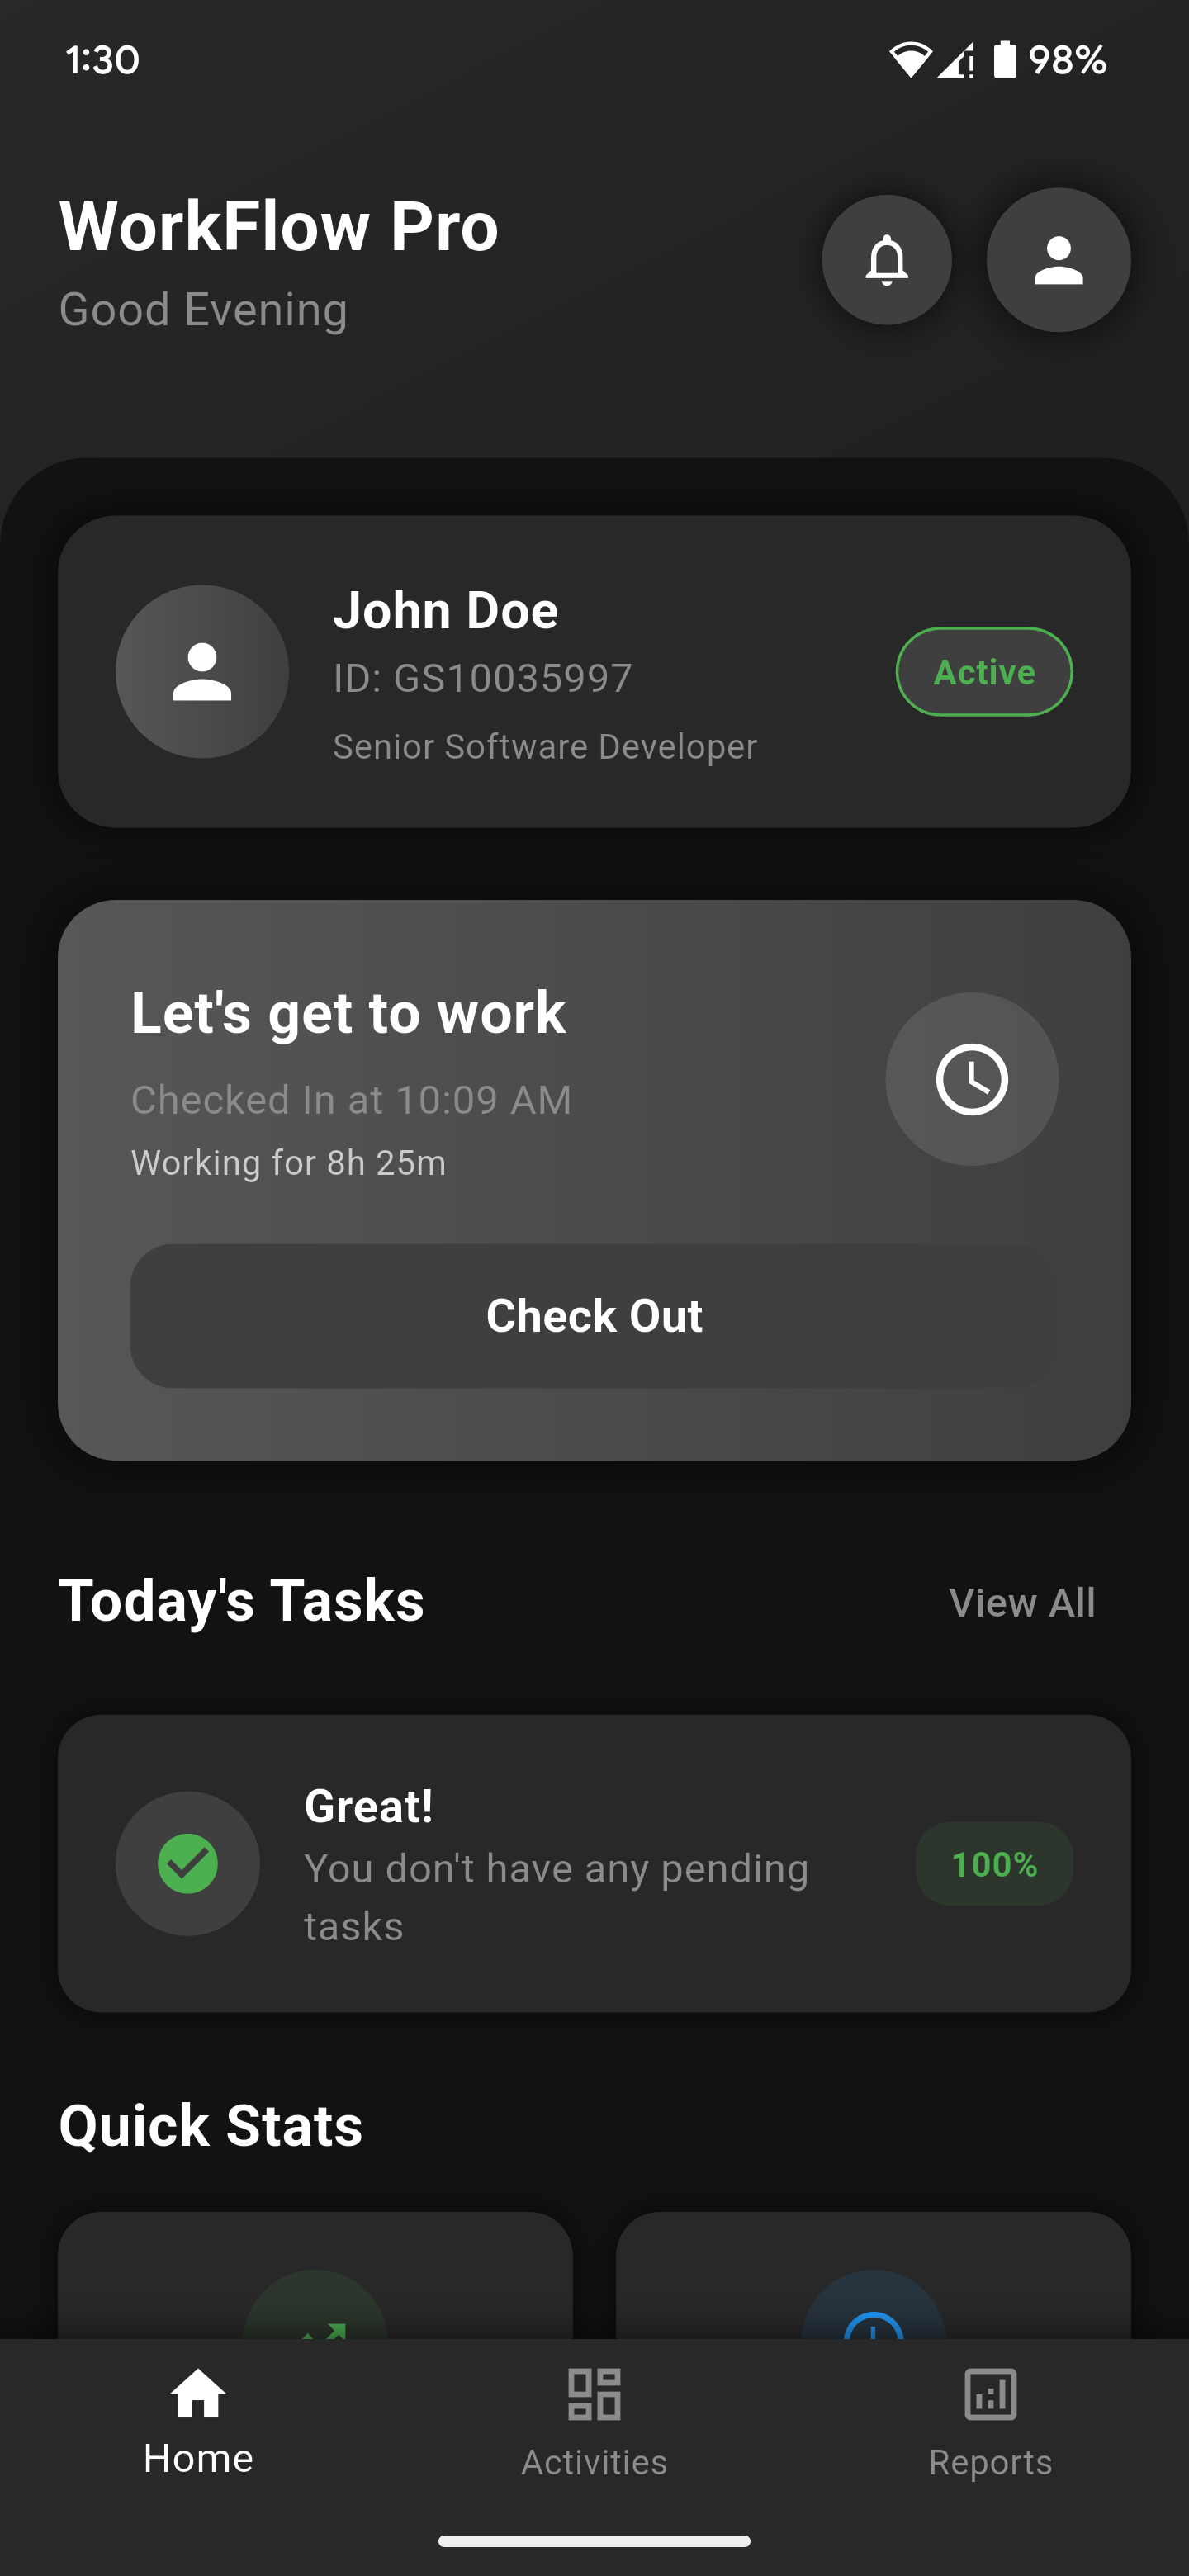 1:30
98%
WorkFlow Pro
Good Evening
John Doe
ID: GS10035997
Senior Software Developer
Active
Let's get to work
Checked In at 10:09 AM
Working for 8h 25m
Check Out
Today's Tasks
View All
Great!
You don't have any pending
tasks
100%
Quick Stats
Home
Activities
Reports